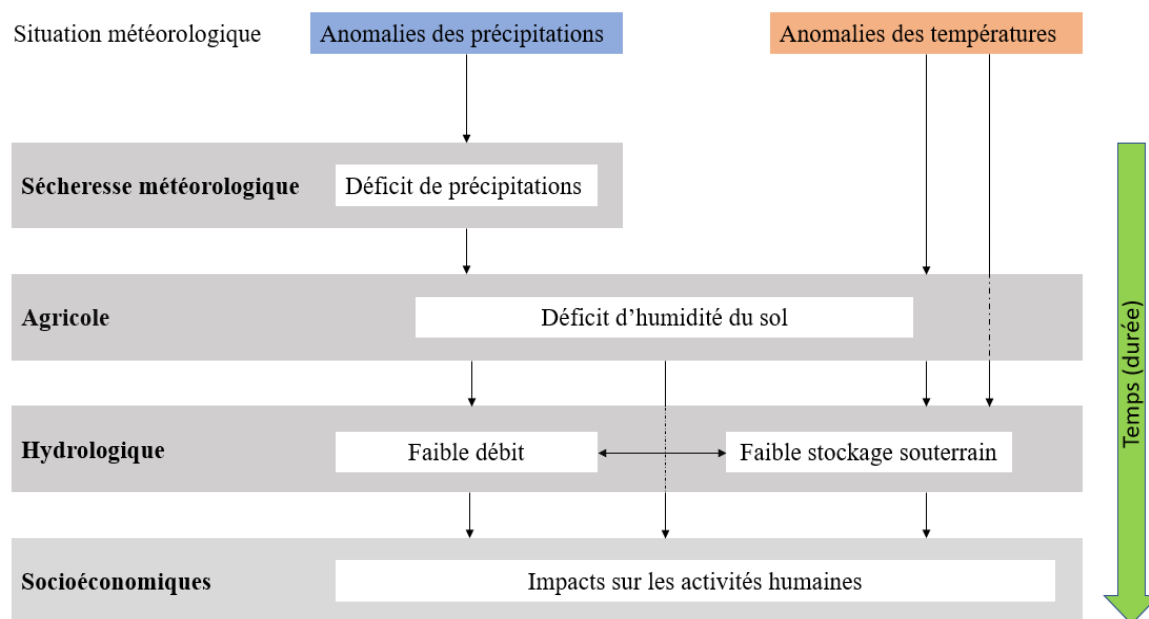 Situation météorologique
Anomalies des précipitations
Anomalies des températures
Sécheresse météorologique
Déficit de précipitations
Agricole
Déficit d’humidité du sol
Hydrologique
Faible débit
Faible stockage souterrain
Socioéconomiques
Impacts sur les activités humaines
Temps (durée)